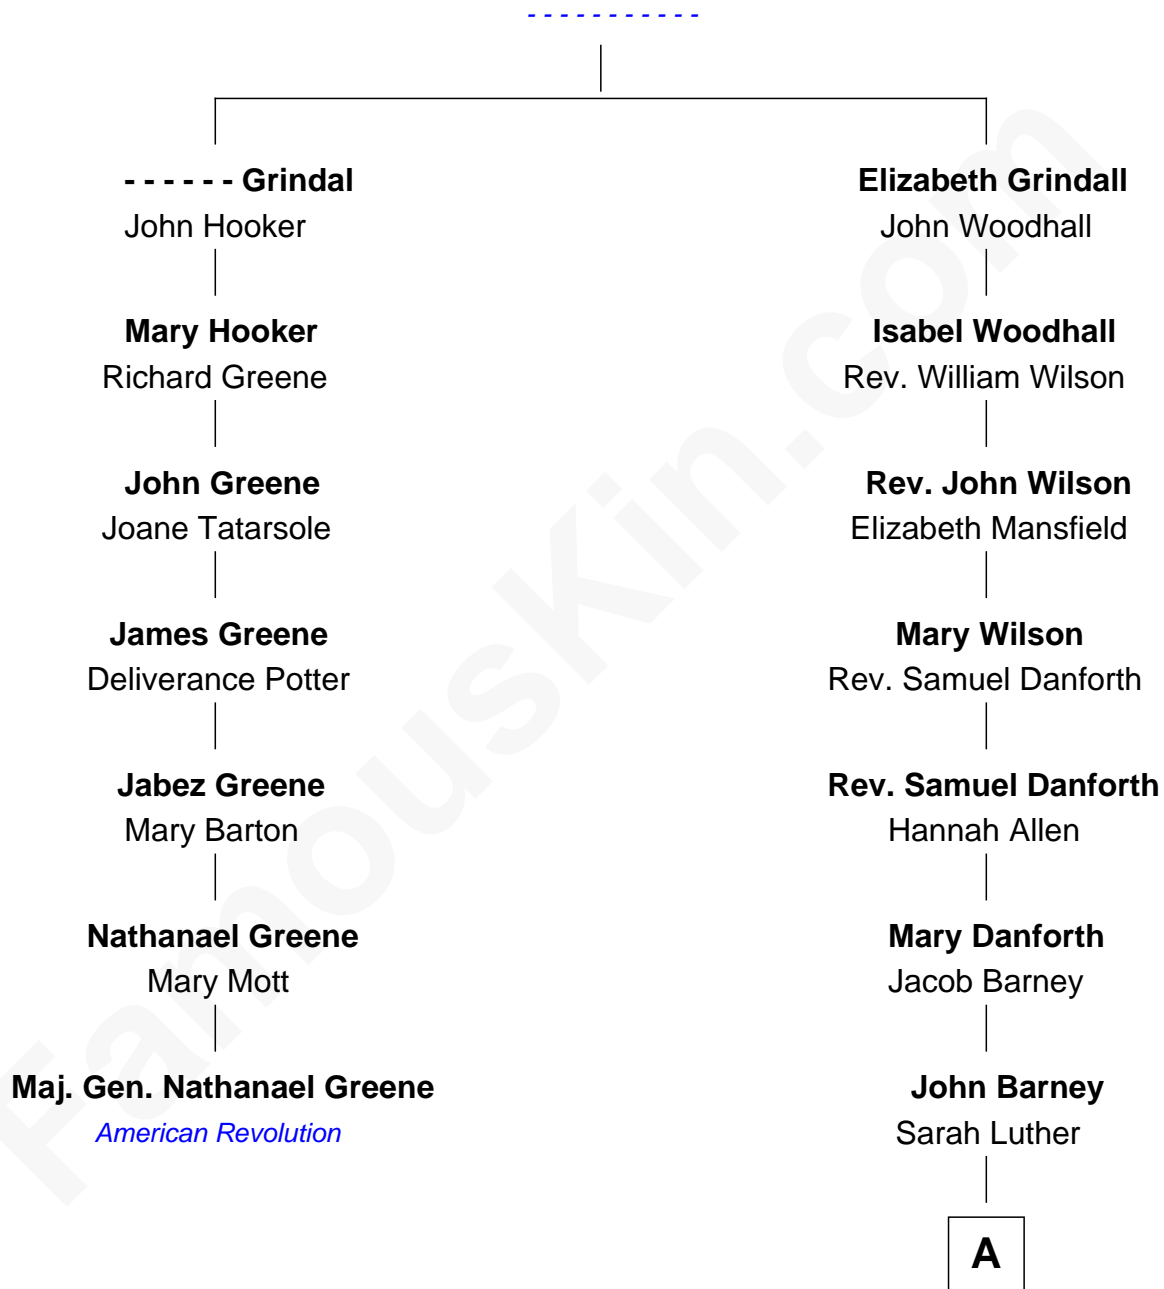 - - - - - - - - - - -
- - - - - - Grindal
John Hooker
Mary Hooker
Richard Greene
John Greene
Joane Tatarsole
James Greene
Deliverance Potter
Jabez Greene
Mary Barton
Nathanael Greene
Mary Mott
Maj. Gen. Nathanael Greene
American Revolution
Elizabeth Grindall
John Woodhall
Isabel Woodhall
Rev. William Wilson
Rev. John Wilson
Elizabeth Mansfield
Mary Wilson
Rev. Samuel Danforth
Rev. Samuel Danforth
Hannah Allen
Mary Danforth
Jacob Barney
John Barney
Sarah Luther
A
FamousKin.com